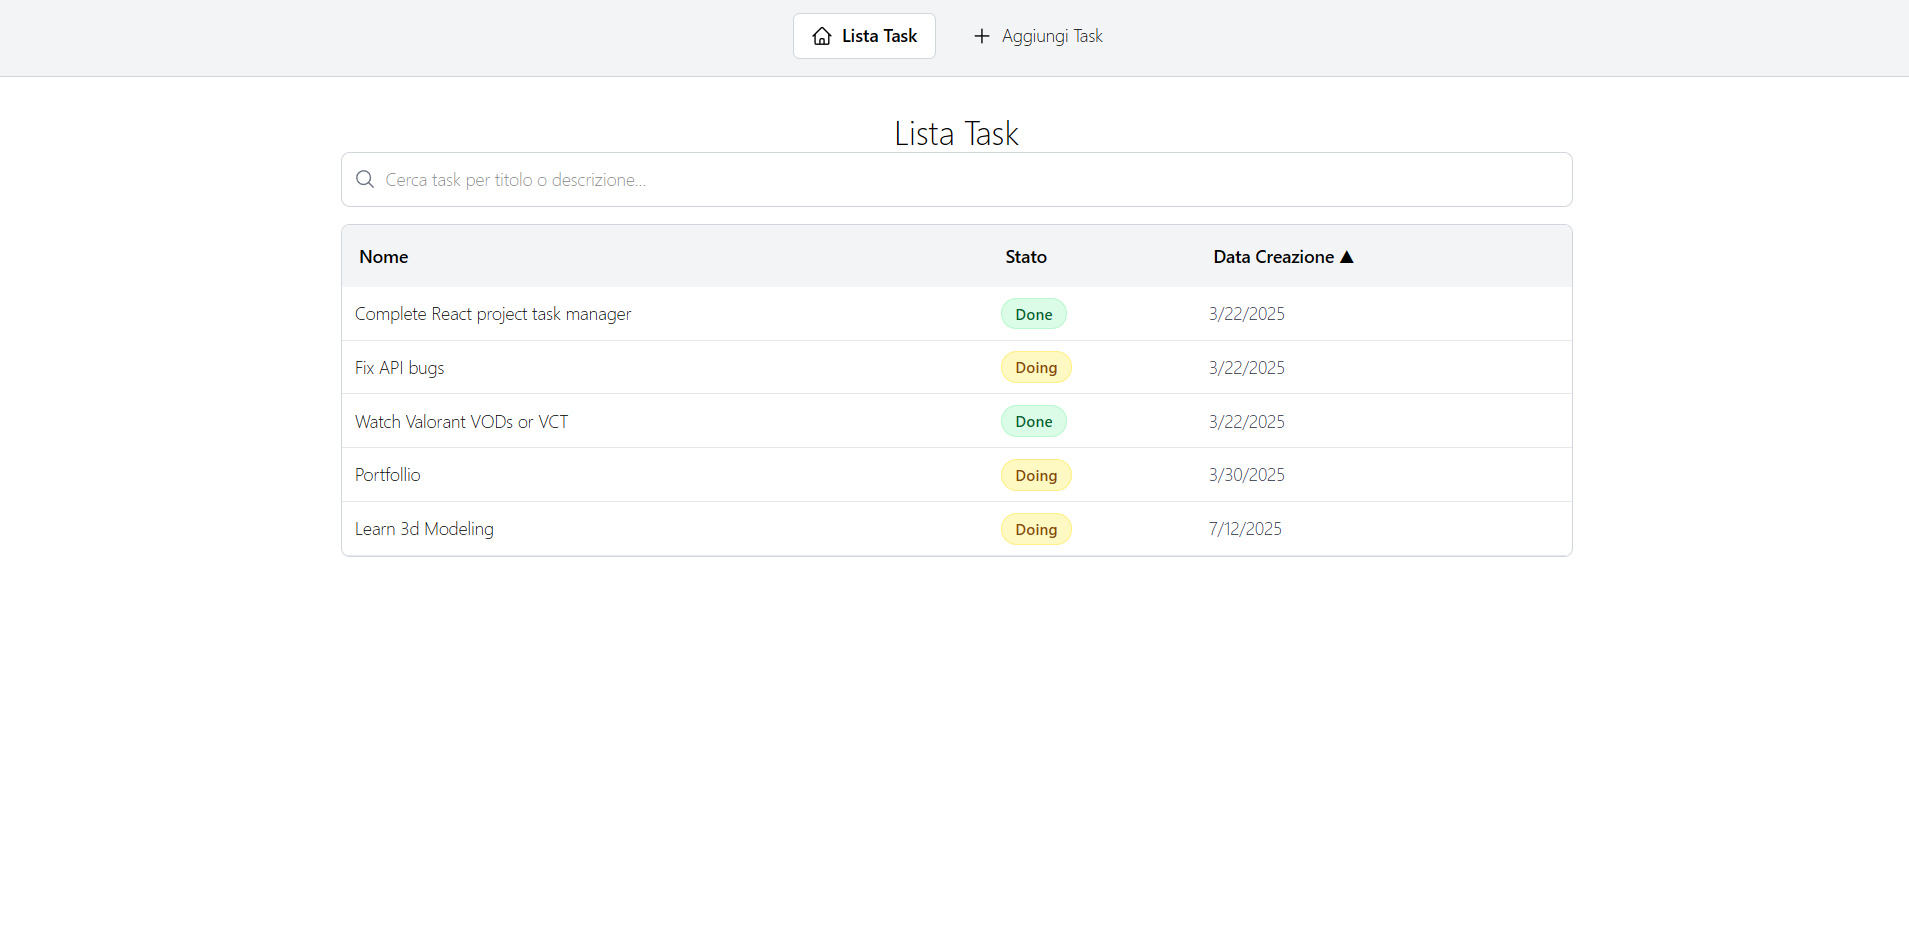 Lista Task Aggiungi Task
Lista Task
Cerca task per titolo o descrizione...
Nome Stato Data Creazione ▲
Complete React project task manager Done 3/22/2025
Fix API bugs Doing 3/22/2025
Watch Valorant VODs or VCT Done 3/22/2025
Portfollio Doing 3/30/2025
Learn 3d Modeling Doing 7/12/2025